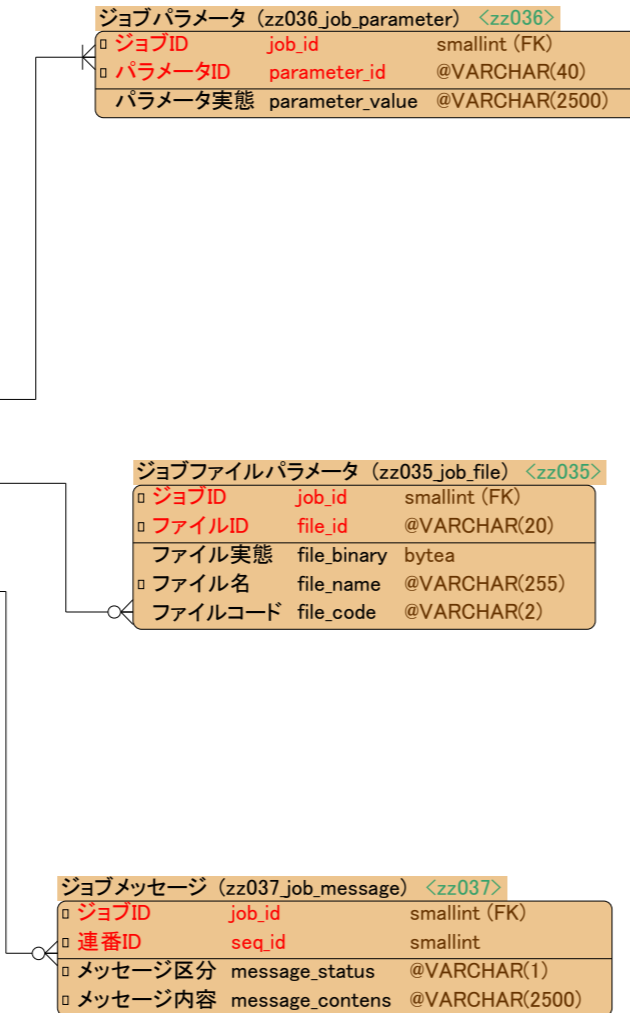 ジョブパラメータ (zz036_job_parameter) <zz036>
ジョブID job_id smallint (FK)
パラメータID parameter_id @VARCHAR(40)
パラメータ実態 parameter_value @VARCHAR(2500)
ジョブファイルパラメータ (zz035_job_file) <zz035>
ジョブID job_id smallint (FK)
ファイルID file_id @VARCHAR(20)
ファイル実態 file_binary bytea
ファイル名 file_name @VARCHAR(255)
ファイルコード file_code @VARCHAR(2)
ジョブメッセージ (zz037_job_message) <zz037>
ジョブID job_id smallint (FK)
連番ID seq_id smallint
メッセージ区分 message_status @VARCHAR(1)
メッセージ内容 message_contens @VARCHAR(2500)